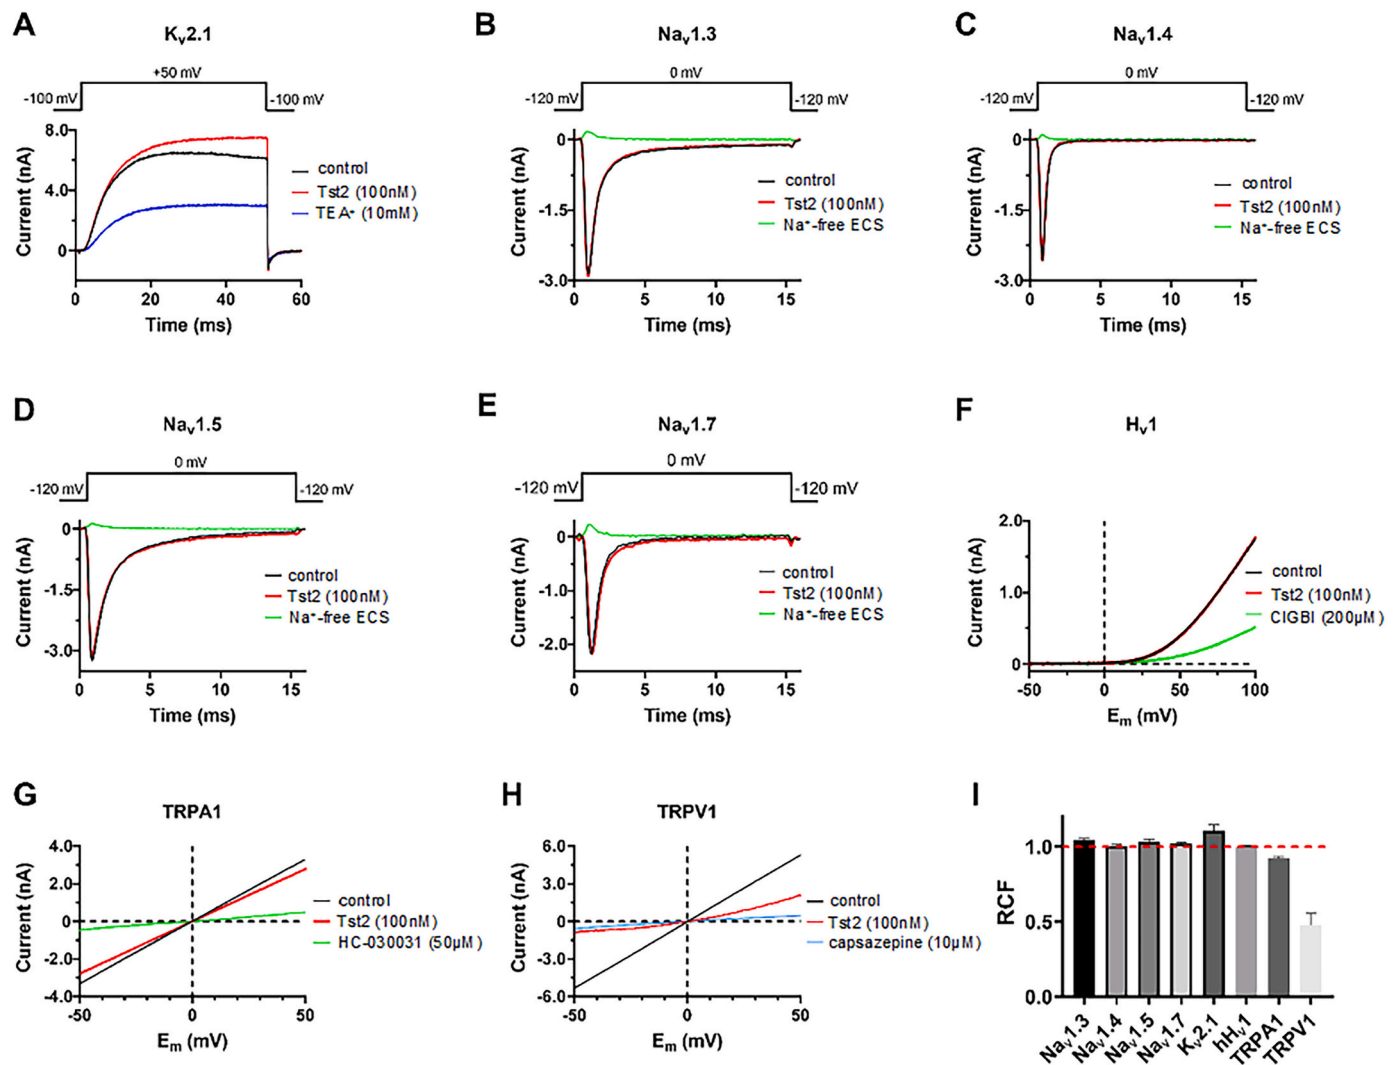 A
Kv2.1
+50 mV
-100 mV
-100 mV
8.0
4.0
0
Current (nA)
control
Tst2 (100nM)
TEA+ (10mM)
0 20 40 60
Time (ms)
B
Nav1.3
0 mV
-120 mV
-120 mV
0
-1.5
-3.0
Current (nA)
control
Tst2 (100nM)
Na+-free ECS
0 5 10 15
Time (ms)
C
Nav1.4
0 mV
-120 mV
-120 mV
0
-1.5
-3.0
Current (nA)
control
Tst2 (100nM)
Na+-free ECS
0 5 10 15
Time (ms)
D
Nav1.5
0 mV
-120 mV
-120 mV
0
-1.5
-3.0
Current (nA)
control
Tst2 (100nM)
Na+-free ECS
0 5 10 15
Time (ms)
E
Nav1.7
0 mV
-120 mV
-120 mV
0
-1.0
-2.0
Current (nA)
control
Tst2 (100nM)
Na+-free ECS
0 5 10 15
Time (ms)
F
Hv1
2.0
1.0
0
Current (nA)
control
Tst2 (100nM)
CIGBI (200µM)
-50 0 50 100
Em (mV)
G
TRPA1
4.0
2.0
0
-2.0
-4.0
Current (nA)
control
Tst2 (100nM)
HC-030031 (50µM)
-50 0 50
Em (mV)
H
TRPV1
6.0
3.0
0
-3.0
-6.0
Current (nA)
control
Tst2 (100nM)
capsazepine (10µM)
-50 0 50
Em (mV)
I
1.0
0.5
0.0
RCF
Nav1.3
Nav1.4
Nav1.5
Nav1.7
Kv2.1
hHv1
TRPA1
TRPV1